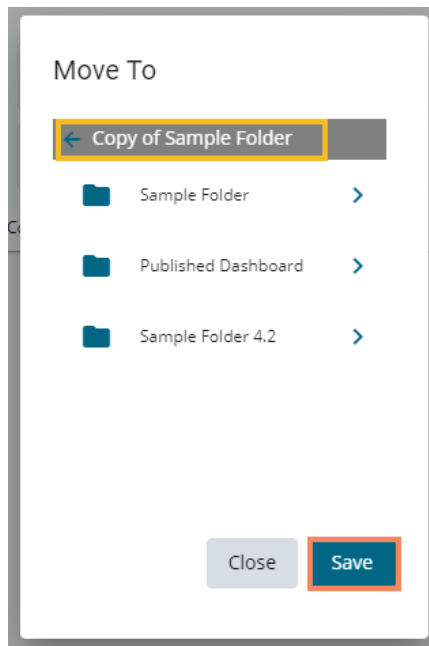 Move To
Copy of Sample Folder
Sample Folder
Published Dashboard
Sample Folder 4.2
Close
Save